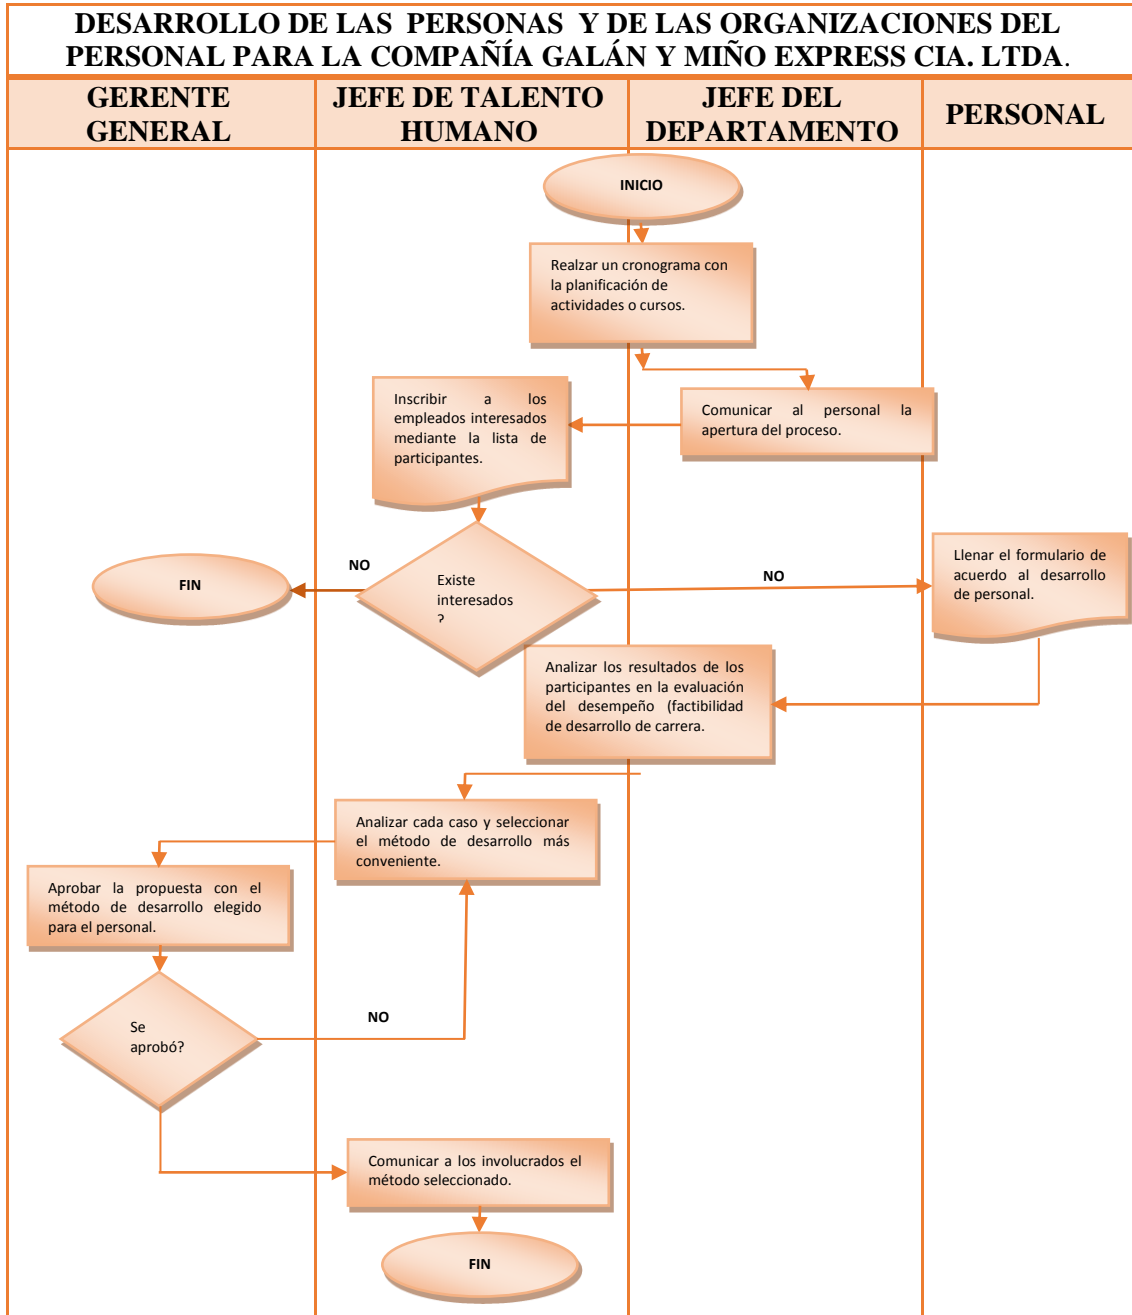 DESARROLLO DE LAS PERSONAS Y DE LAS ORGANIZACIONES DEL
PERSONAL PARA LA COMPAÑÍA GALÁN Y MIÑO EXPRESS CIA. LTDA.
GERENTE
GENERAL
JEFE DE TALENTO
HUMANO
JEFE DEL
DEPARTAMENTO
PERSONAL
INICIO
Realzar un cronograma con
la planificación de
actividades o cursos.
Comunicar al personal la
apertura del proceso.
Inscribir a los
empleados interesados
mediante la lista de
participantes.
Existe
interesados
?
NO
FIN
NO
Llenar el formulario de
acuerdo al desarrollo
de personal.
Analizar los resultados de los
participantes en la evaluación
del desempeño (factibilidad
de desarrollo de carrera.
Analizar cada caso y seleccionar
el método de desarrollo más
conveniente.
Aprobar la propuesta con el
método de desarrollo elegido
para el personal.
Se
aprobó?
NO
Comunicar a los involucrados el
método seleccionado.
FIN